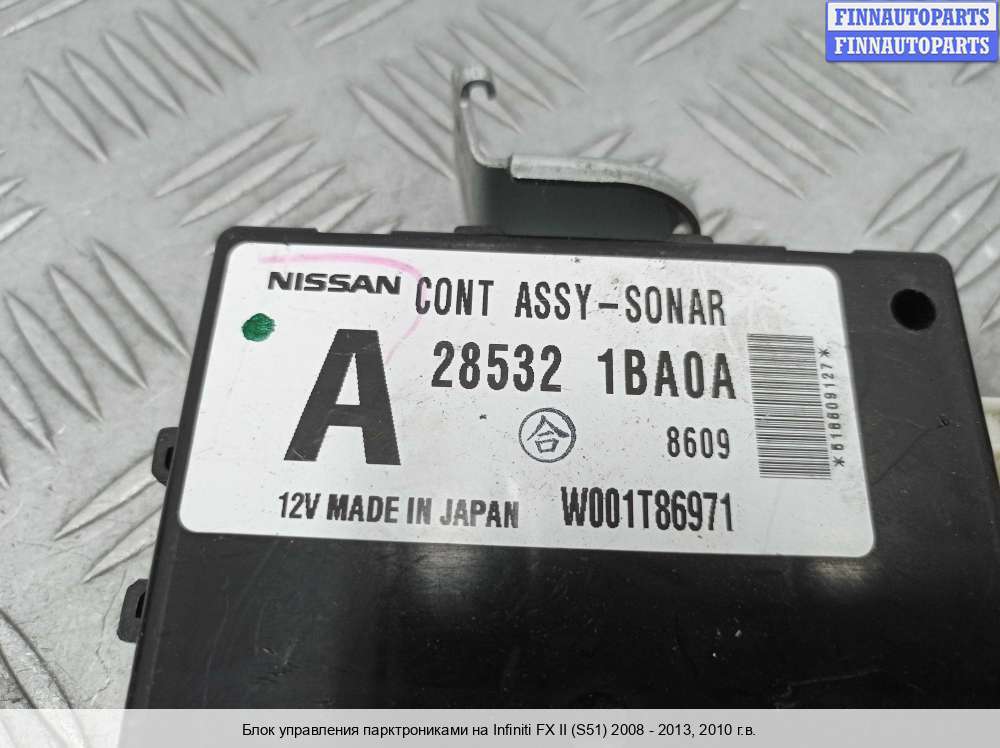 FINNAUTOPARTS
FINNAUTOPARTS
NISSAN CONT ASSY-SONAR
A 28532 1BA0A
合 8609
12V MADE IN JAPAN W001T86971
*618609127*
Блок управления парктрониками на Infiniti FX II (S51) 2008 - 2013, 2010 г.в.